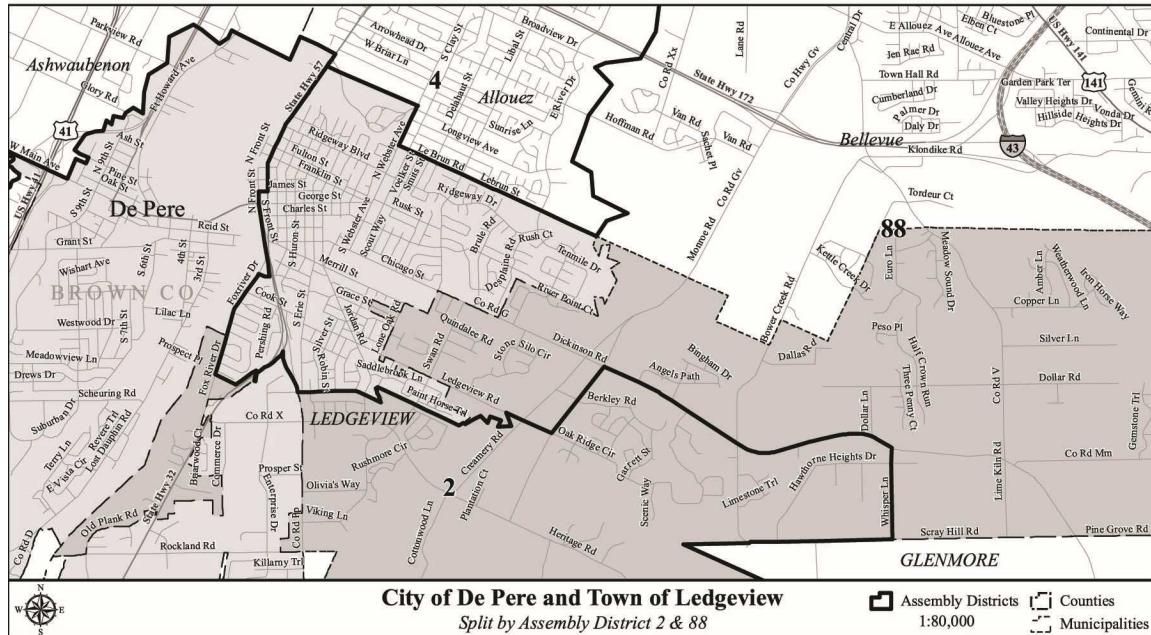 Parkview Rd
Ashwaubenon
Glory Rd
41
W Main Ave
US Hwy 41
Ft Howard Ave
State Hwy 57
Arrowhead Dr
W Briar Ln
S Clay St
Libal St
Broadview Dr
Delahaut St
4
Allouez
E River Dr
Sunrise Ln
Longview Ave
Le Brun Rd
Lebrun St
State Hwy 172
Co Rd Xx
Lane Rd
Co Hwy Gv
Central Dr
Hoffman Rd
Van Rd
Sachet Pl
Van Rd
Co Rd Gv
Monroe Rd
E Allouez Ave
Allouez Ave
Elben Ct
Bluestone Pl
US Hwy 141
141
Continental Dr
Jen Rae Rd
Town Hall Rd
Cumberland Dr
Palmer Dr
Daly Dr
Garden Park Ter
Valley Heights Dr
Hillside Heights Dr
Vonda Dr
Gemini Rd
Bellevue
43
Klondike Rd
Tordeur Ct
88
Ash St
N 9th St
Pine St
Oak St
S 9th St
De Pere
Reid St
Grant St
S 6th St
4th St
3rd St
Wishart Ave
BROWN CO
Westwood Dr
S 7th St
Lilac Ln
Meadowview Ln
Drews Dr
Scheuring Rd
Suburban Dr
Terry Ln
E Vista Cir
Revere Trl
Lost Dauphin Rd
Prospect Pl
Foxriver Dr
Fox River Dr
N Front St
N Front St
S Front St
Ridgeway Blvd
Fulton St
Franklin St
James St
George St
Charles St
N Webster Ave
S Webster Ave
Voelker St
Smits St
Scout Way
Rusk St
Ridgeway Dr
Brule Rd
Desplaine Rd
Rush Ct
Tenmile Dr
S Huron St
Merrill St
Chicago St
Co Rd G
River Point Ct
Cook St
S Erie St
Grace St
Pershing Rd
Silver St
S Robin St
Jordan Rd
Lone Oak Rd
Swan Rd
Quindalee Rd
Stone Silo Cir
Dickinson Rd
Saddlebrook Ln
Paint Horse Trl
Ledgeview Rd
LEDGEVIEW
Co Rd X
Briarwood Ct
Commerce Dr
State Hwy 32
Old Plank Rd
Co Rd D
Rockland Rd
Prosper St
Enterprise Dr
Co Rd Pp
Killarny Trl
Olivia's Way
Viking Ln
Rushmore Cir
2
Cottonwood Ln
Creamery Rd
Plantation Ct
Heritage Rd
Oak Ridge Cir
Berkley Rd
Garrett St
Scenic Way
Limestone Trl
Hawthorne Heights Dr
Angels Path
Bingham Dr
Bower Creek Rd
Dallas Rd
Kettle Creek Dr
Euro Ln
Meadow Sound Dr
Peso Pl
Half Crown Run
Three Penny Ct
Dollar Ln
Whisper Ln
Amber Ln
Weatherwood Ln
Iron Horse Way
Copper Ln
Silver Ln
Dollar Rd
Co Rd V
Gemstone Trl
Co Rd Mm
Lime Kiln Rd
Scray Hill Rd
Pine Grove Rd
GLENMORE
N
W E
S
City of De Pere and Town of Ledgeview
Split by Assembly District 2 & 88
Assembly Districts
1:80,000
Counties
Municipalities